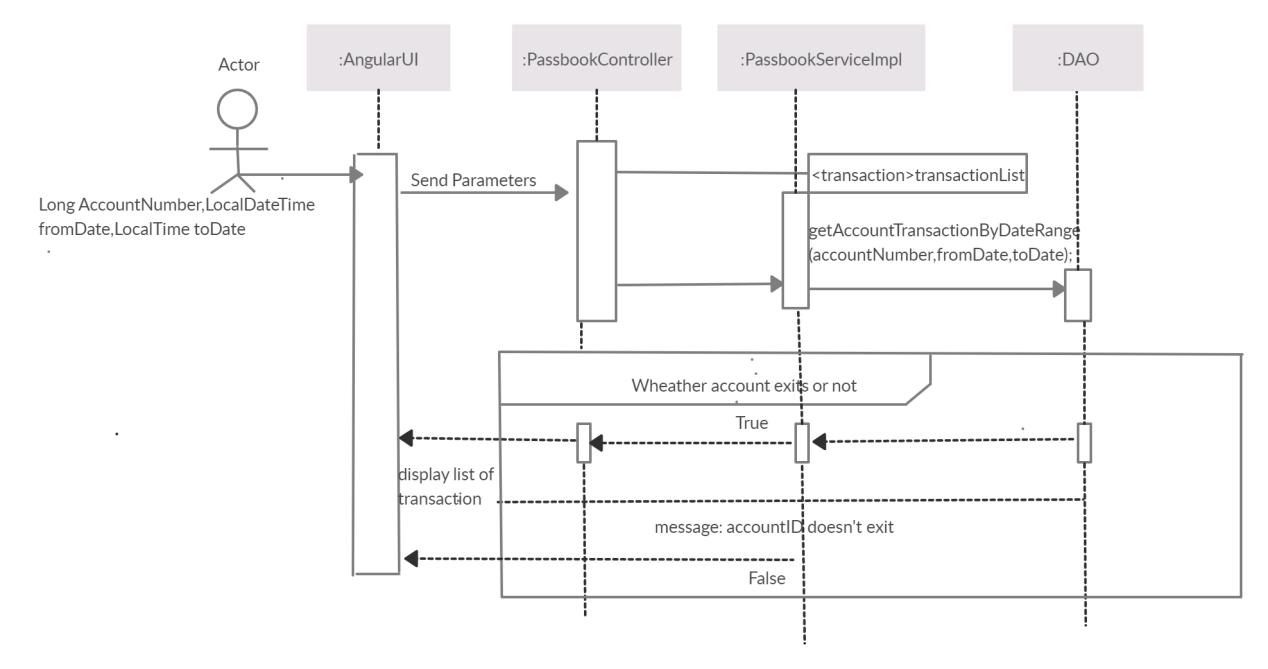 Actor
:AngularUI
:PassbookController
:PassbookServiceImpl
:DAO
Send Parameters
<transaction>transactionList
Long AccountNumber,LocalDateTime
fromDate,LocalTime toDate
getAccountTransactionByDateRange
(accountNumber,fromDate,toDate);
Wheather account exits or not
True
display list of
transaction
message: accountID doesn't exit
False